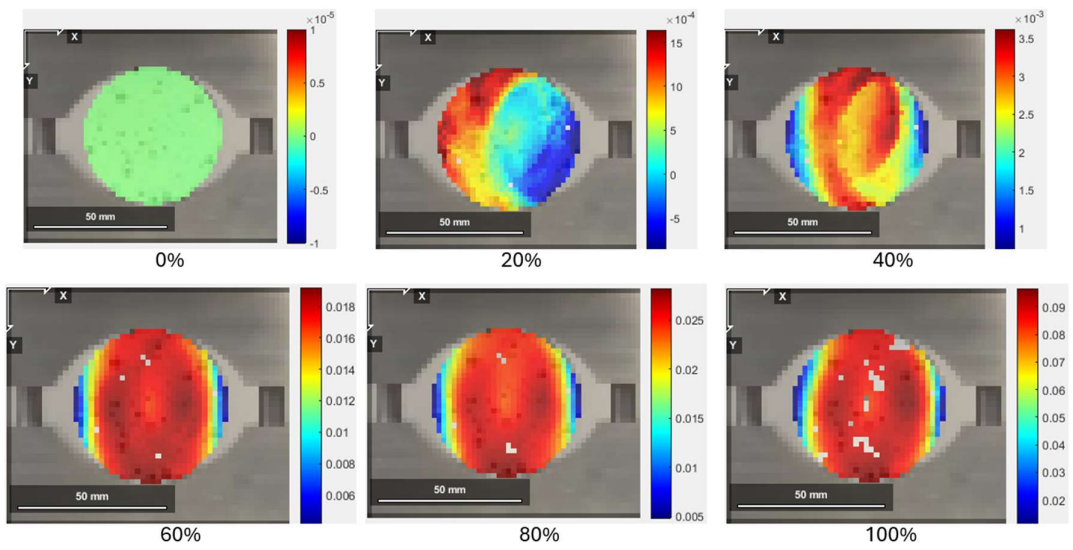 ×10⁻⁵
X
Y
1
0.5
0
-0.5
-1
50 mm
0%
×10⁻⁴
X
Y
15
10
5
0
-5
50 mm
20%
×10⁻³
X
Y
3.5
3
2.5
2
1.5
1
50 mm
40%
X
Y
0.018
0.016
0.014
0.012
0.01
0.008
0.006
50 mm
60%
X
Y
0.025
0.02
0.015
0.01
0.005
50 mm
80%
X
Y
0.09
0.08
0.07
0.06
0.05
0.04
0.03
0.02
50 mm
100%